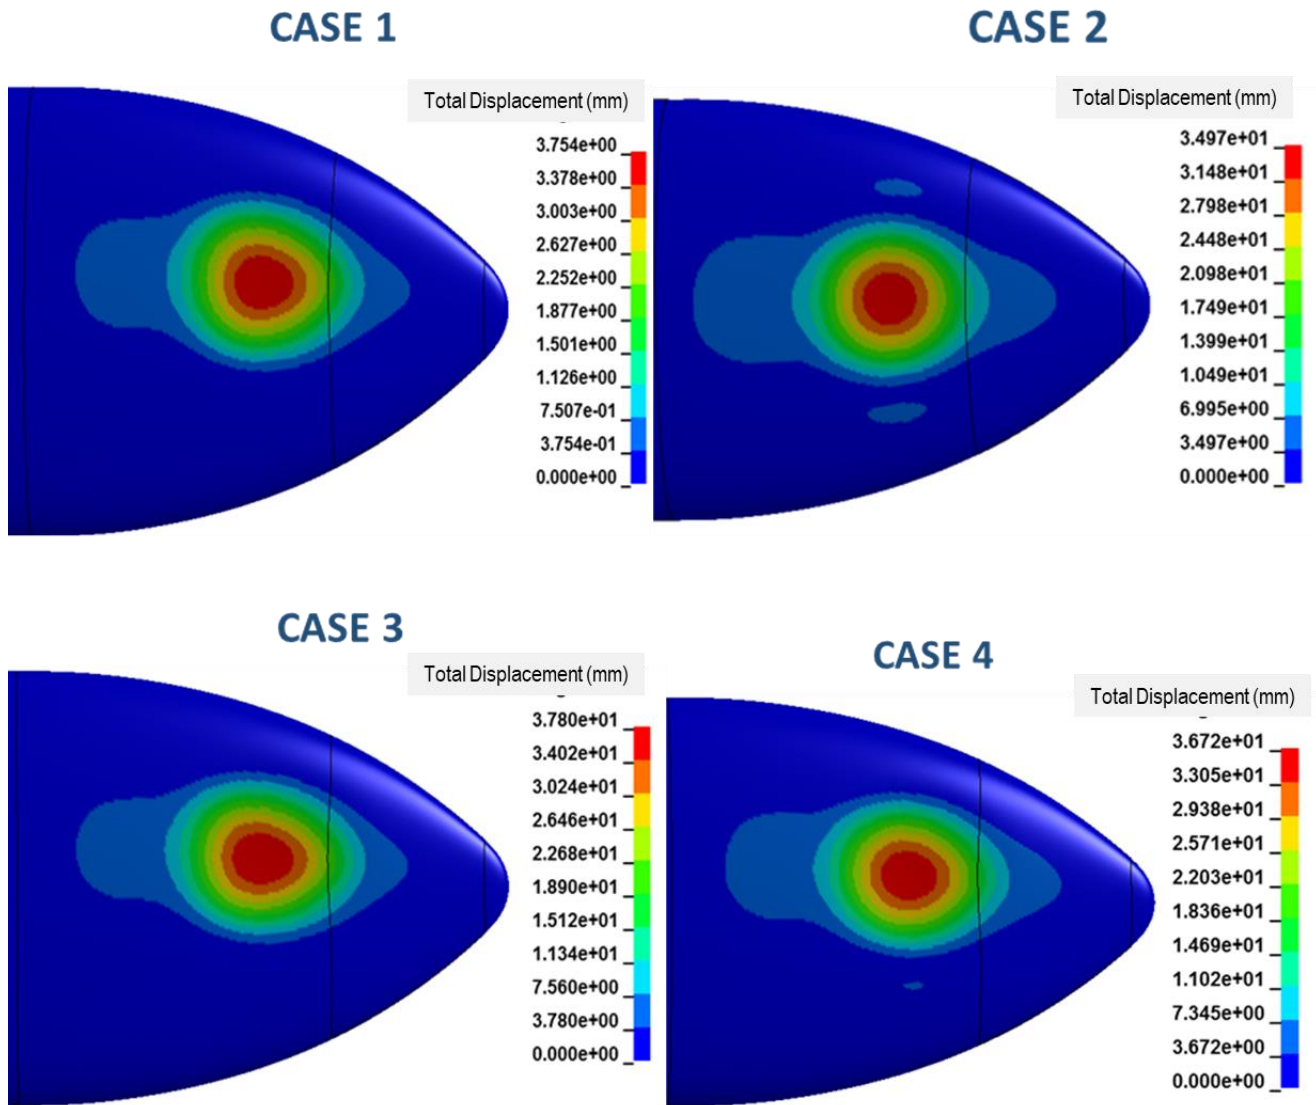 CASE 1
Total Displacement (mm)
3.754e+00
3.378e+00
3.003e+00
2.627e+00
2.252e+00
1.877e+00
1.501e+00
1.126e+00
7.507e-01
3.754e-01
0.000e+00
CASE 2
Total Displacement (mm)
3.497e+01
3.148e+01
2.798e+01
2.448e+01
2.098e+01
1.749e+01
1.399e+01
1.049e+01
6.995e+00
3.497e+00
0.000e+00
CASE 3
Total Displacement (mm)
3.780e+01
3.402e+01
3.024e+01
2.646e+01
2.268e+01
1.890e+01
1.512e+01
1.134e+01
7.560e+00
3.780e+00
0.000e+00
CASE 4
Total Displacement (mm)
3.672e+01
3.305e+01
2.938e+01
2.571e+01
2.203e+01
1.836e+01
1.469e+01
1.102e+01
7.345e+00
3.672e+00
0.000e+00